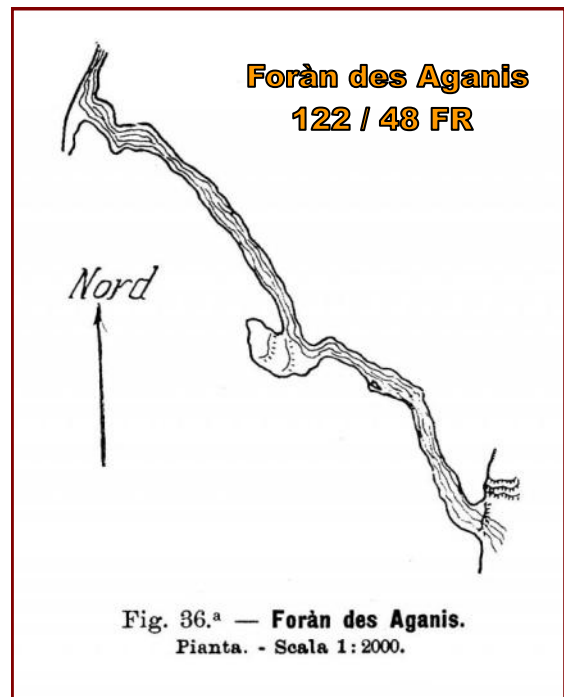 Foràn des Aganis
122 / 48 FR
Nord
Fig. 36.ª — Foràn des Aganis.
Pianta. - Scala 1:2000.